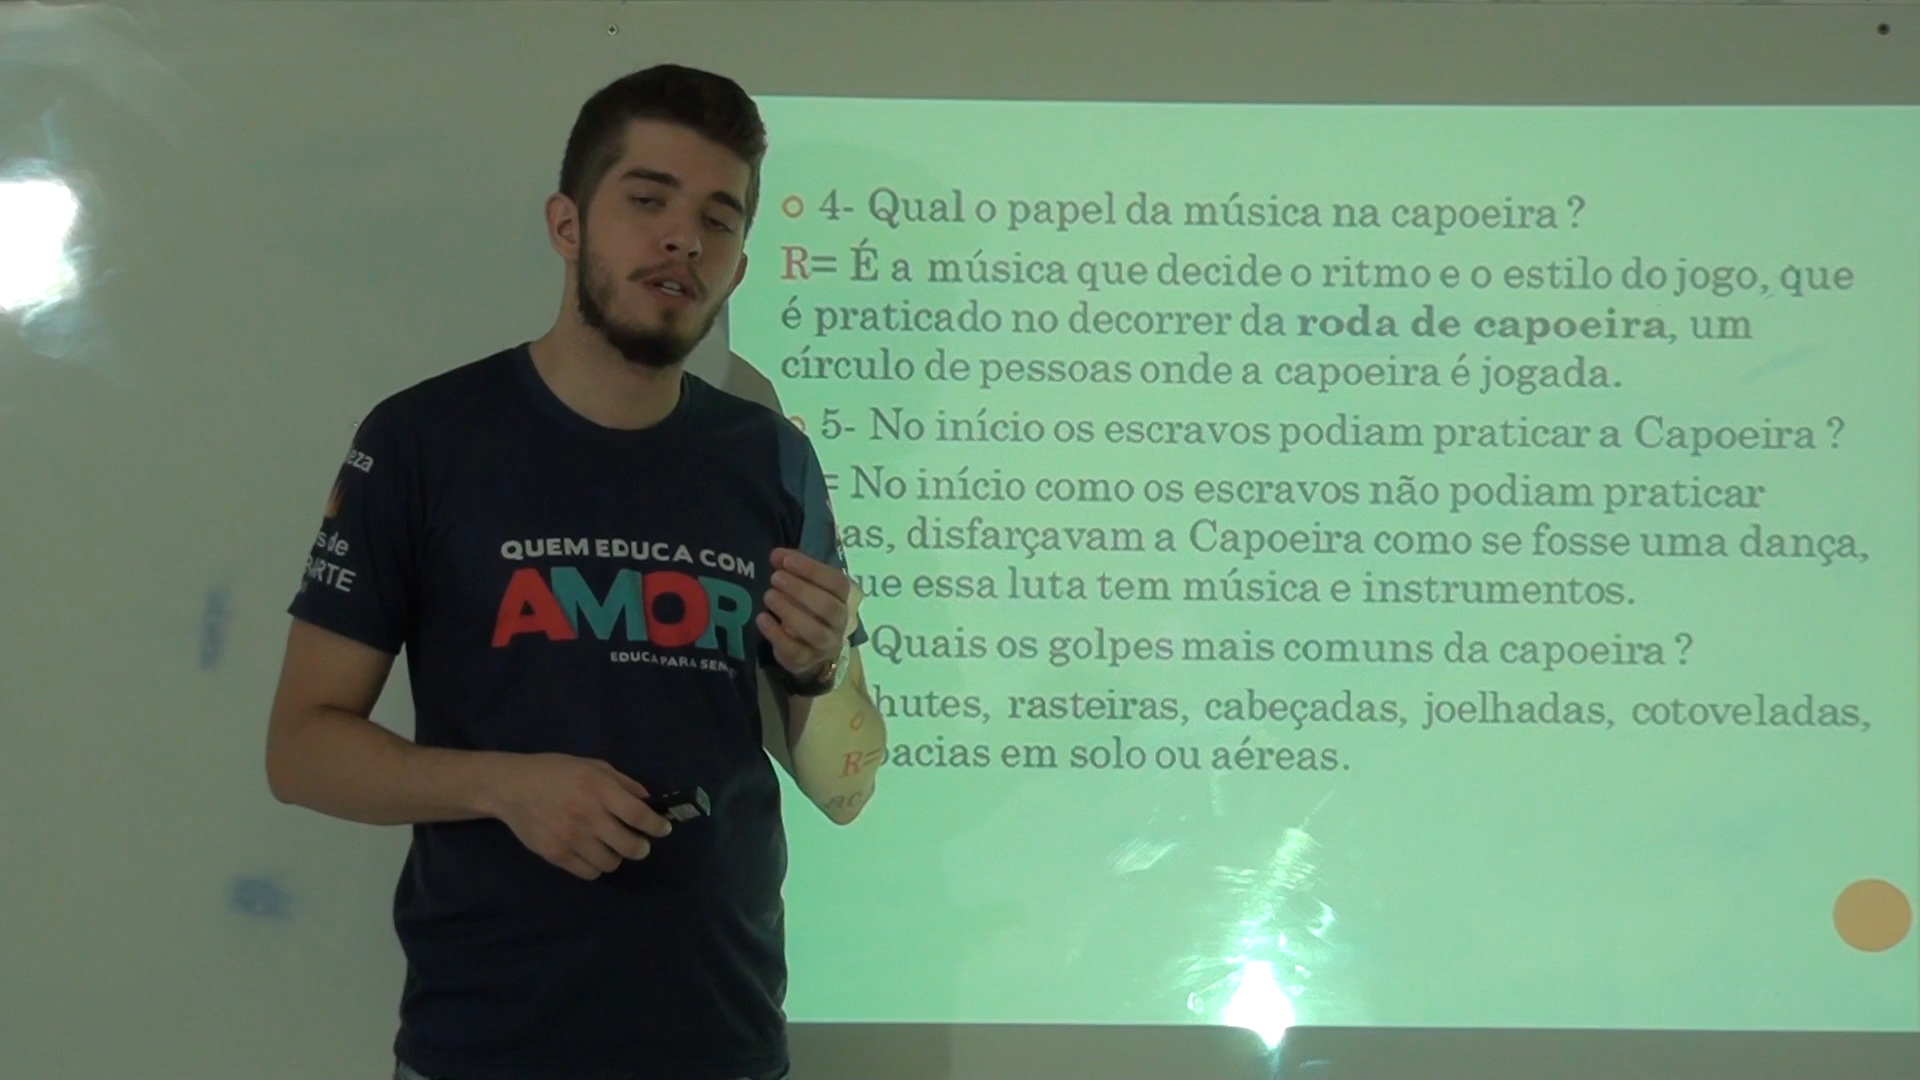 4- Qual o papel da música na capoeira ?
R= É a música que decide o ritmo e o estilo do jogo, que
é praticado no decorrer da roda de capoeira, um
círculo de pessoas onde a capoeira é jogada.
5- No início os escravos podiam praticar a Capoeira ?
= No início como os escravos não podiam praticar
disfarçavam a Capoeira como se fosse uma dança,
essa luta tem música e instrumentos.
Quais os golpes mais comuns da capoeira ?
rasteiras, cabeçadas, joelhadas, cotoveladas,
em solo ou aéreas.
R=
QUEM EDUCA COM
AMOR
EDUCA PARA